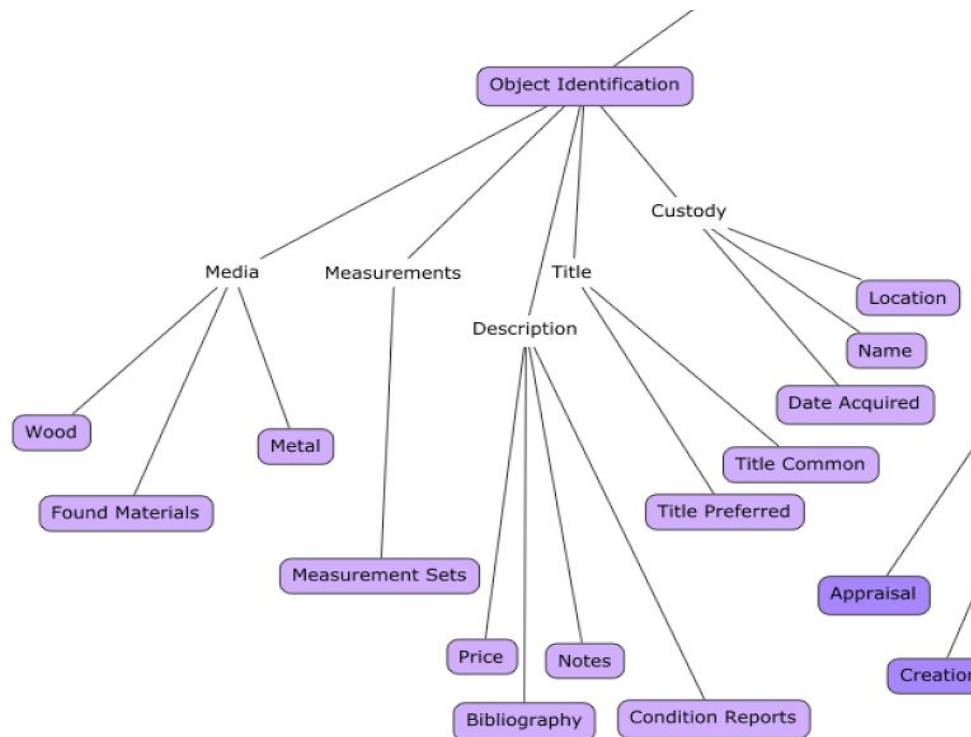 Object Identification
Custody
Media
Measurements
Title
Location
Description
Name
Date Acquired
Wood
Metal
Title Common
Found Materials
Title Preferred
Measurement Sets
Appraisal
Price
Notes
Creation
Bibliography
Condition Reports